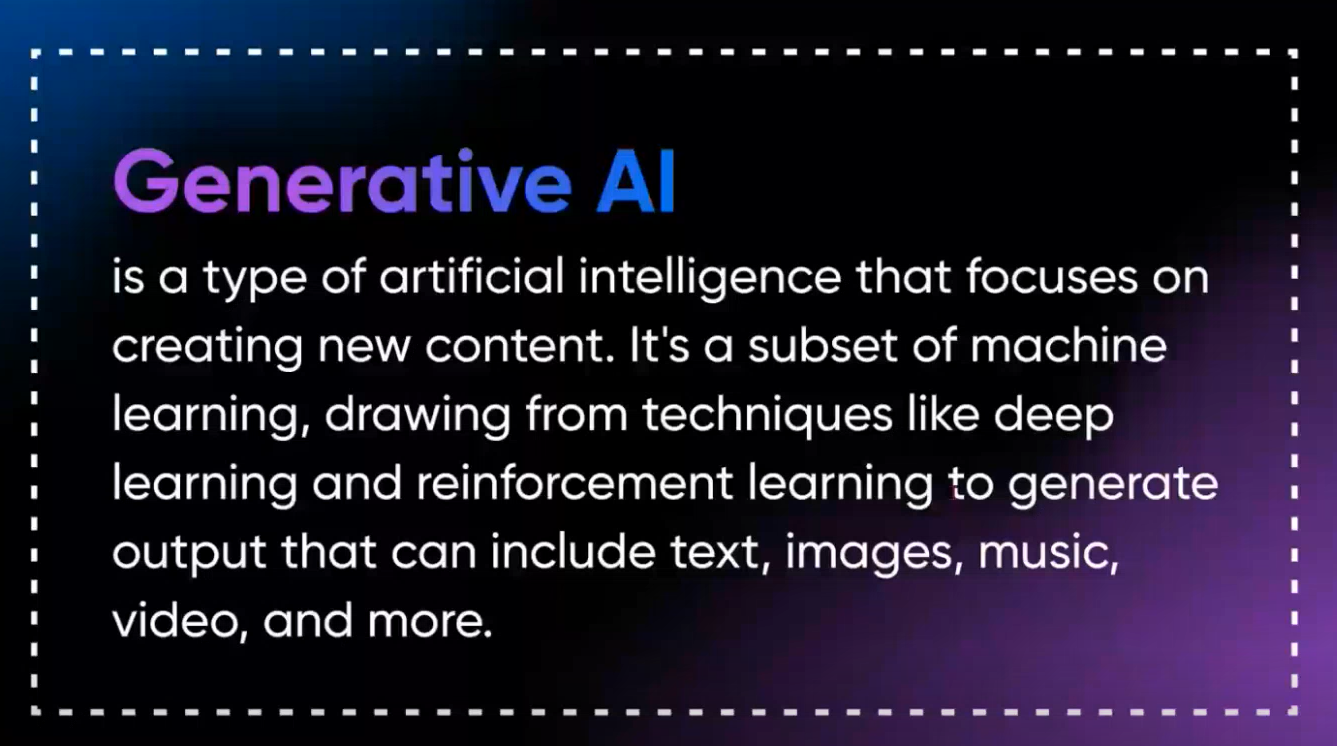 Generative AI
is a type of artificial intelligence that focuses on
creating new content. It's a subset of machine
learning, drawing from techniques like deep
learning and reinforcement learning to generate
output that can include text, images, music,
video, and more.